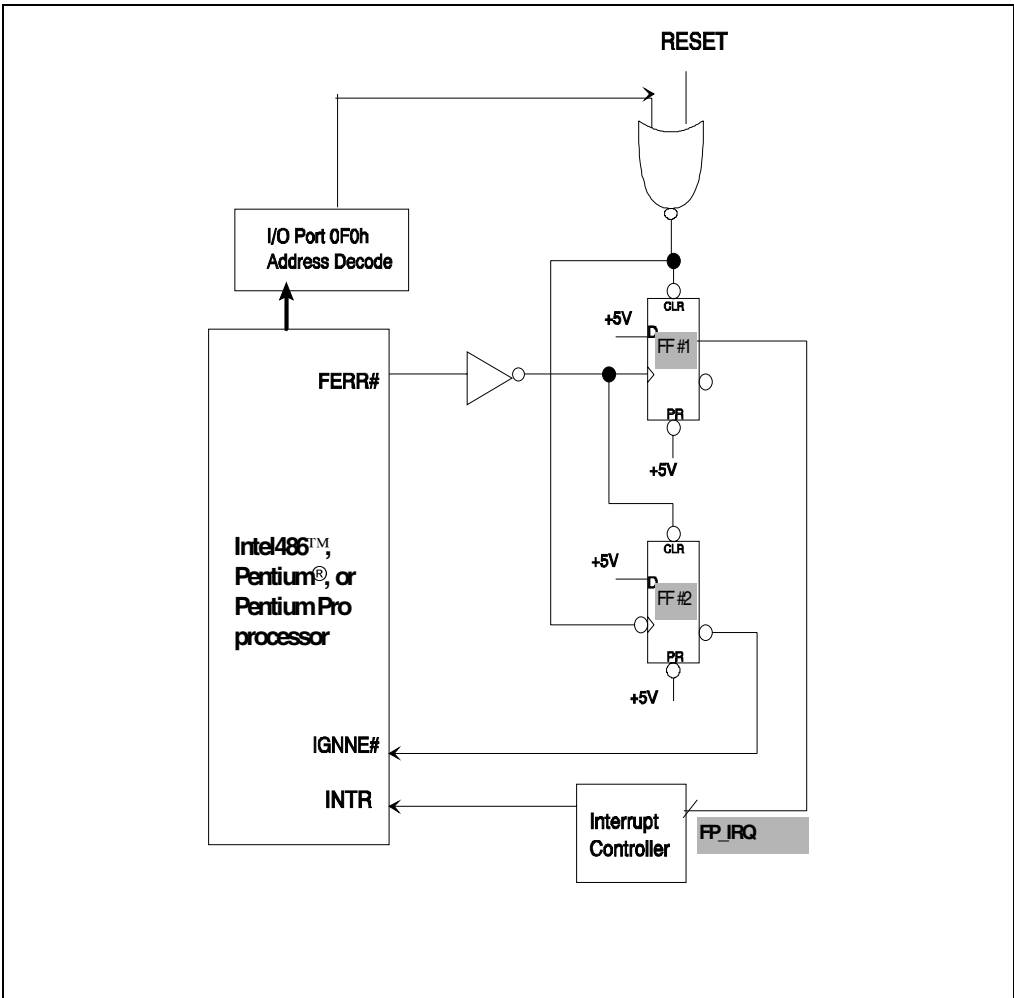 RESET
I/O Port 0F0h
Address Decode
CLR
+5V
D
FF #1
FERR#
PR
+5V
CLR
+5V
D
FF #2
Intel486™,
Pentium®, or
Pentium Pro
processor
PR
+5V
IGNNE#
INTR
Interrupt
Controller
FP_IRQ